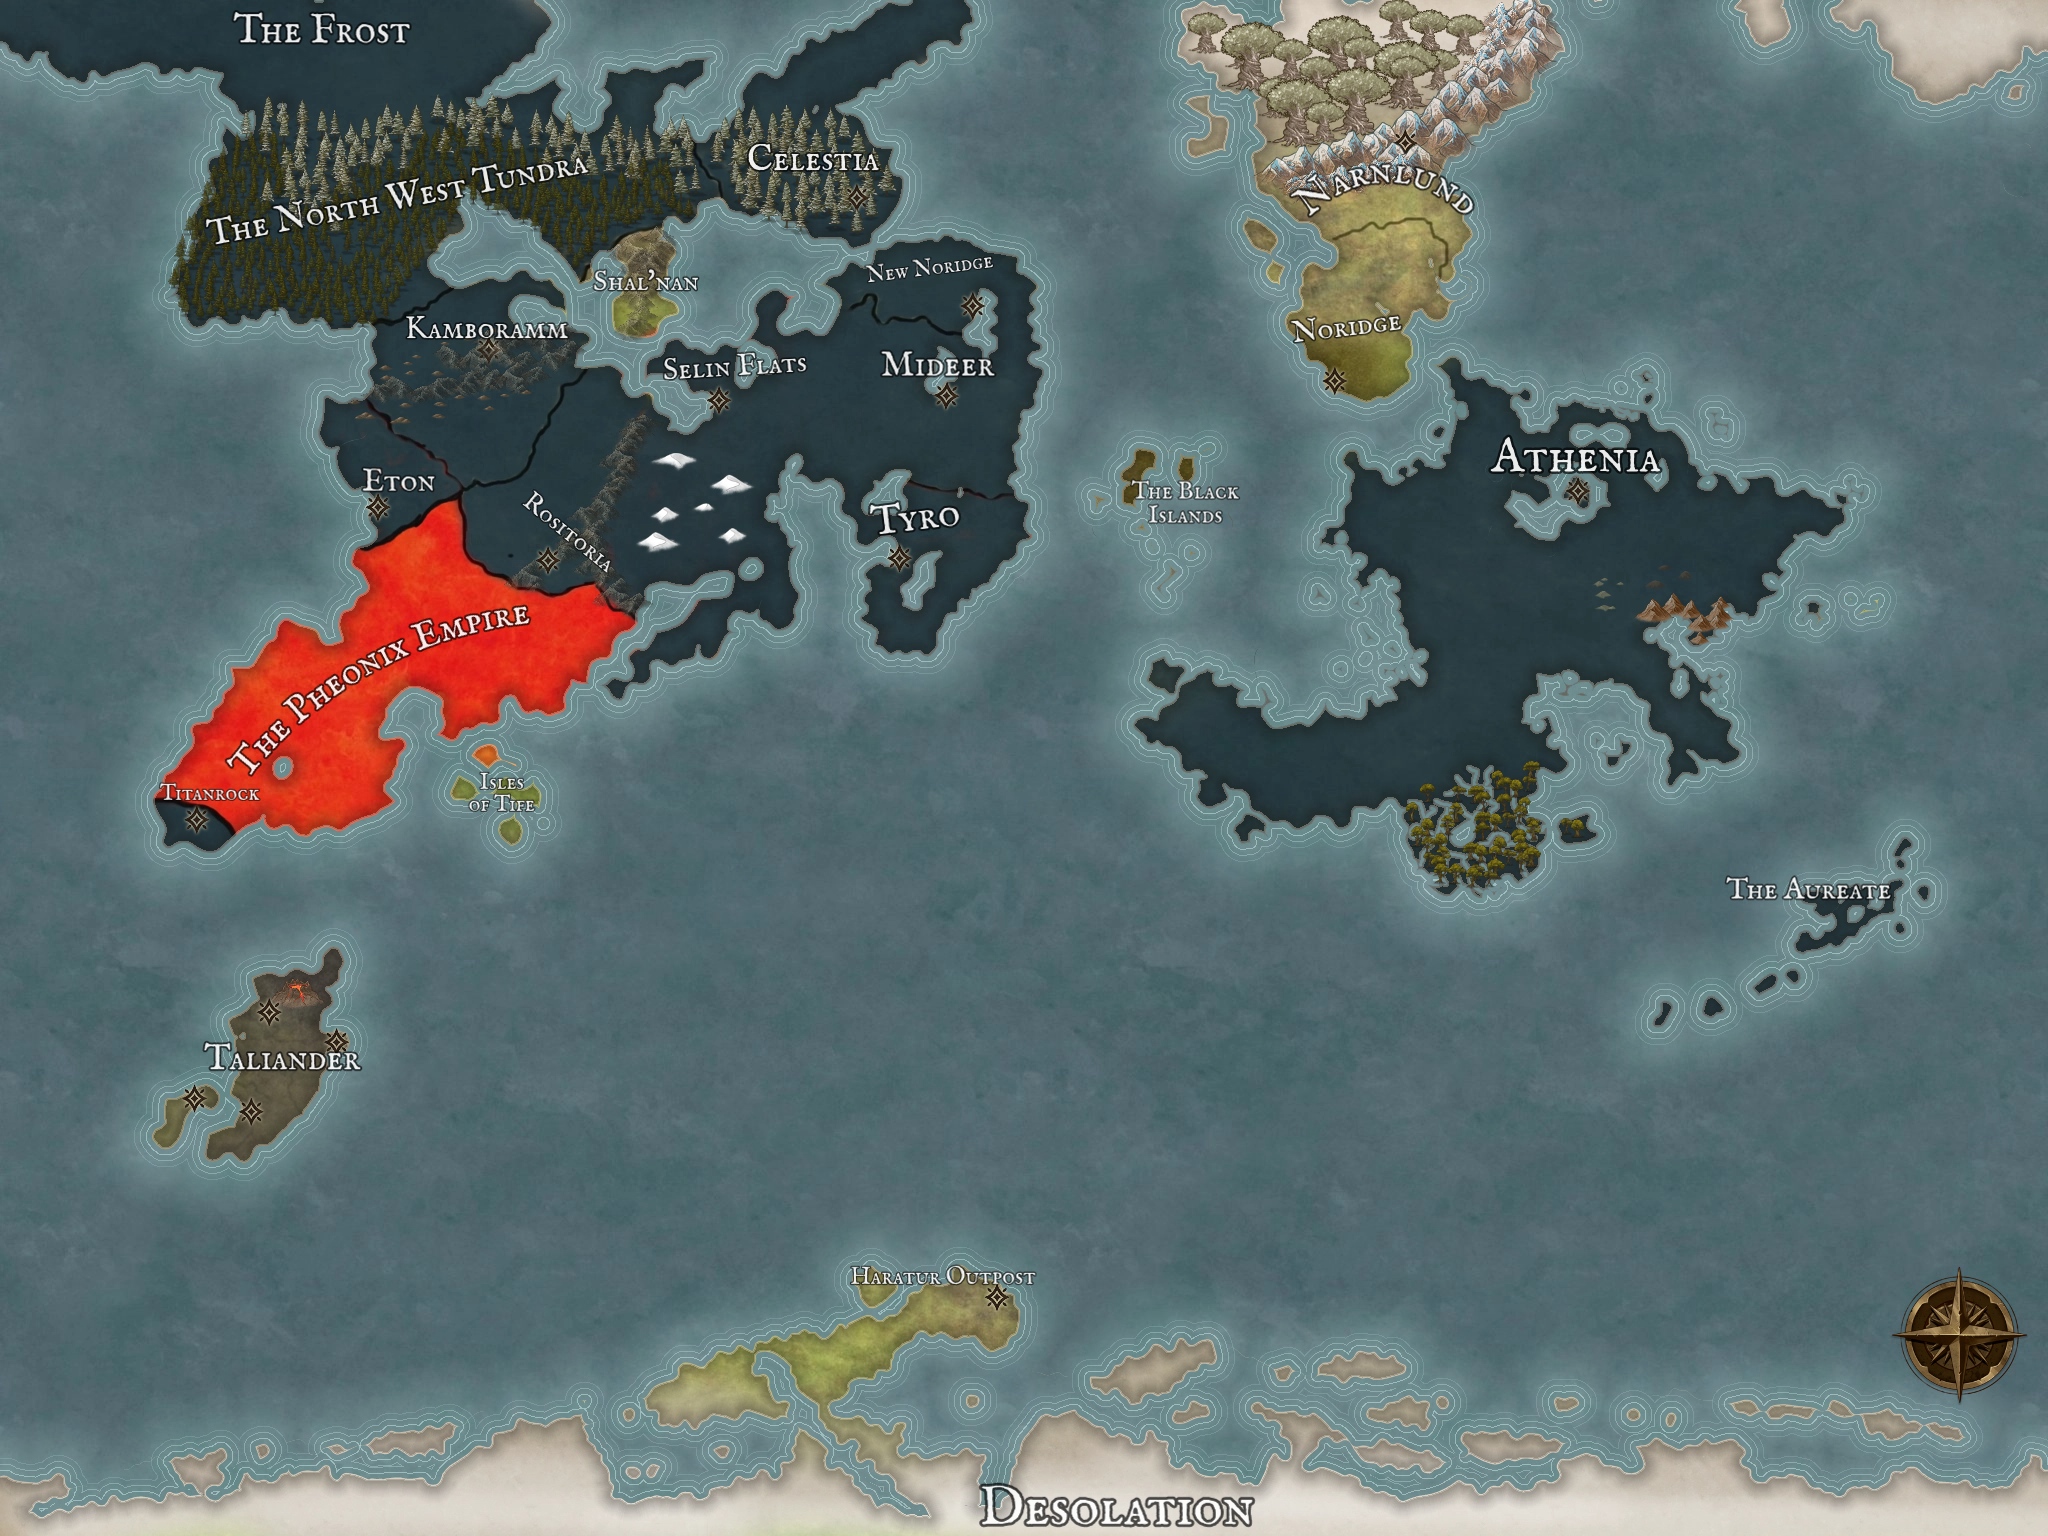 The Frost
The North West Tundra
Celestia
Narnlund
New Noridge
Shal'nan
Kamboramm
Noridge
Selin Flats
Mideer
Athenia
Eton
The Black
Islands
Tyro
Rositoria
The Pheonix Empire
Isles
of Tife
Titanrock
The Aureate
Taliander
Haratur Outpost
Desolation